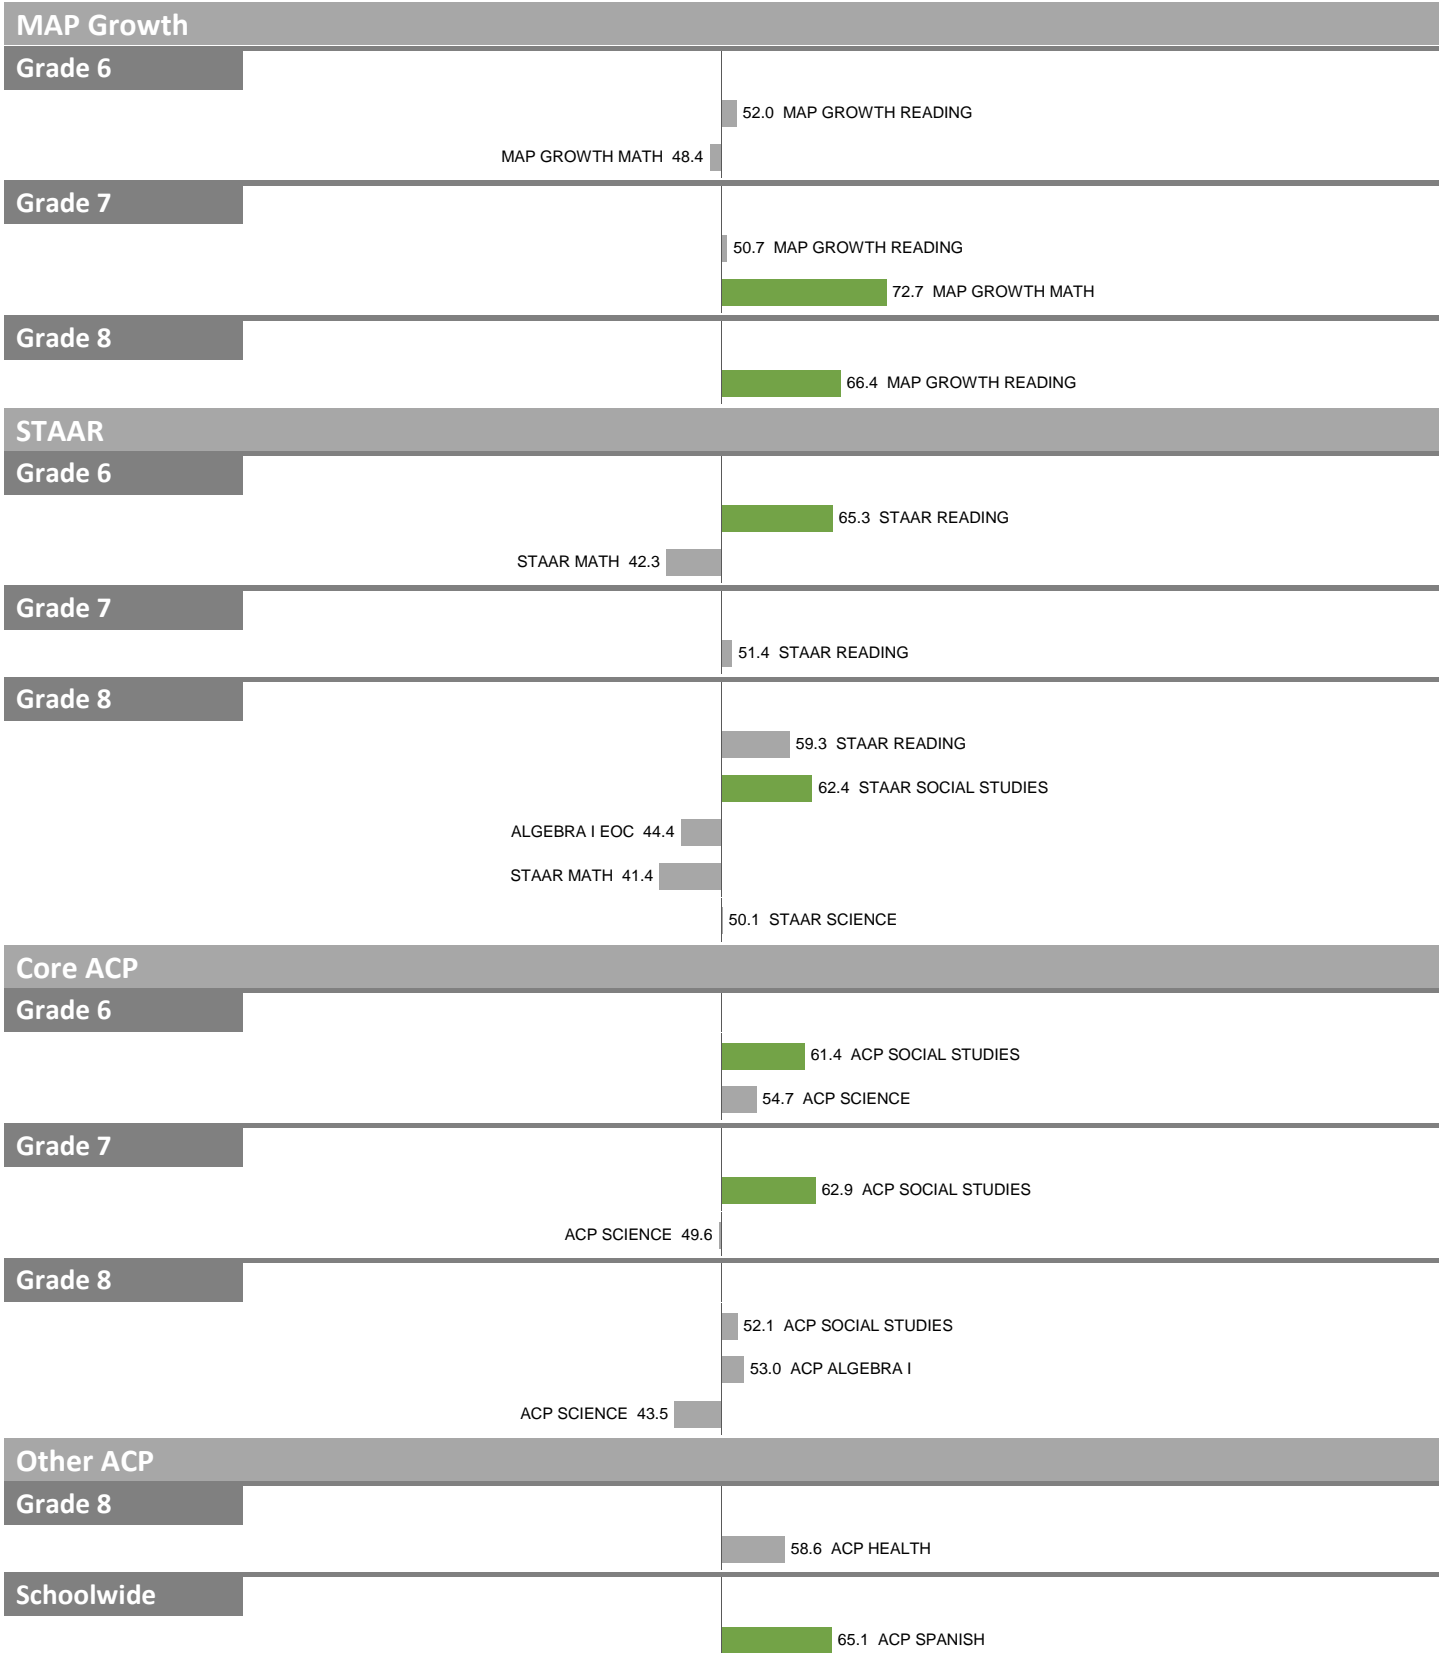 MAP Growth
Grade 6
52.0 MAP GROWTH READING
MAP GROWTH MATH 48.4
Grade 7
50.7 MAP GROWTH READING
72.7 MAP GROWTH MATH
Grade 8
66.4 MAP GROWTH READING
STAAR
Grade 6
65.3 STAAR READING
STAAR MATH 42.3
Grade 7
51.4 STAAR READING
Grade 8
59.3 STAAR READING
62.4 STAAR SOCIAL STUDIES
ALGEBRA I EOC 44.4
STAAR MATH 41.4
50.1 STAAR SCIENCE
Core ACP
Grade 6
61.4 ACP SOCIAL STUDIES
54.7 ACP SCIENCE
Grade 7
62.9 ACP SOCIAL STUDIES
ACP SCIENCE 49.6
Grade 8
52.1 ACP SOCIAL STUDIES
53.0 ACP ALGEBRA I
ACP SCIENCE 43.5
Other ACP
Grade 8
58.6 ACP HEALTH
Schoolwide
65.1 ACP SPANISH